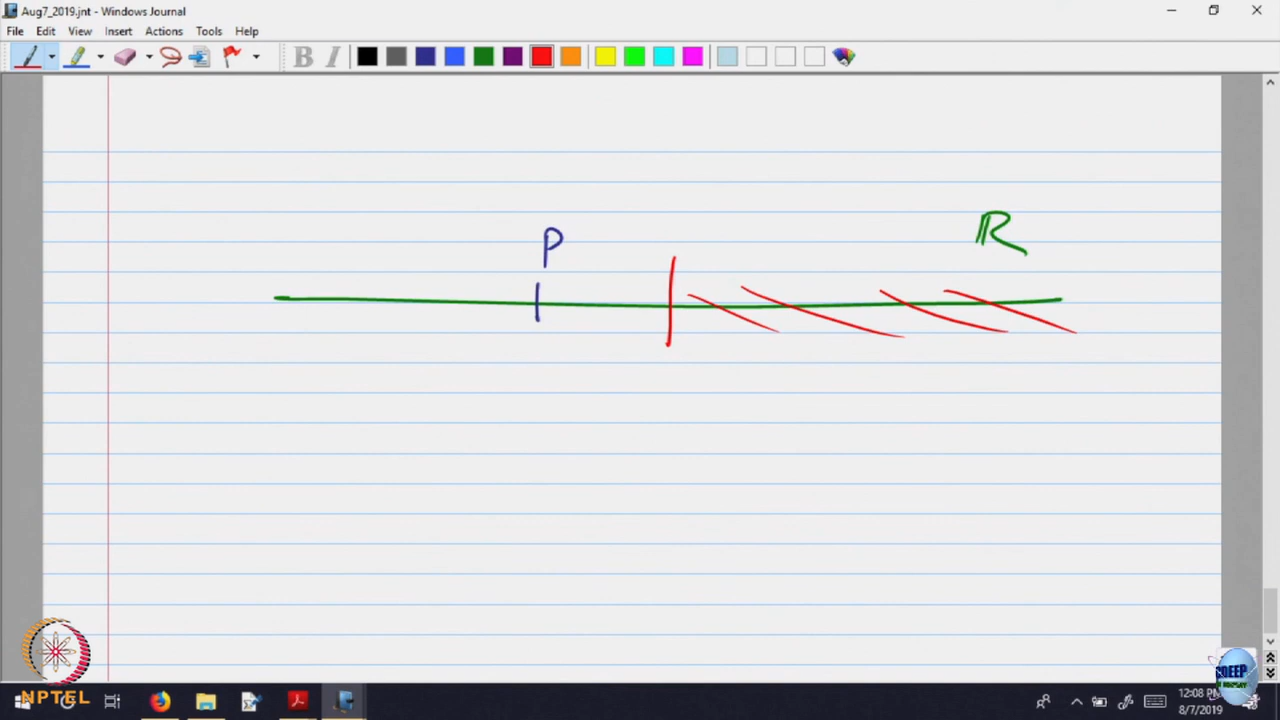 Aug7_2019.jnt - Windows Journal
File Edit View Insert Actions Tools Help
B I
P
ℝ
NPTEL
12:08 PM
8/7/2019